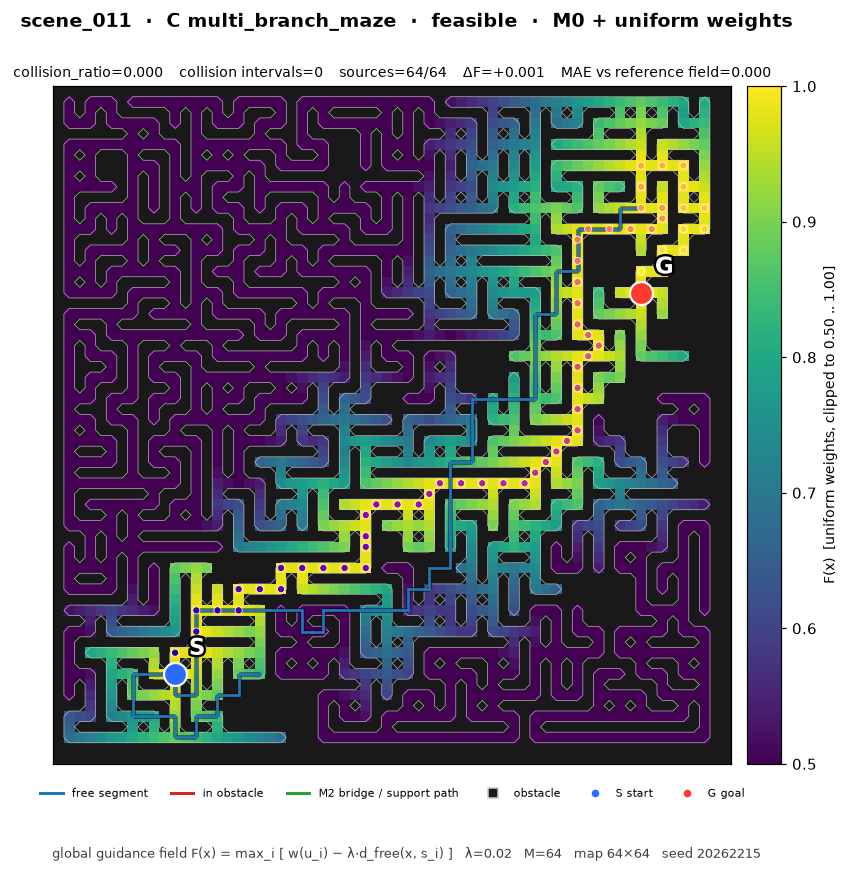 scene_011 · C multi_branch_maze · feasible · M0 + uniform weights
collision_ratio=0.000 collision intervals=0 sources=64/64 ΔF=+0.001 MAE vs reference field=0.000
1.0
0.9
0.8
0.7
0.6
0.5
F(x) [uniform weights, clipped to 0.50 .. 1.00]
G
S
free segment in obstacle M2 bridge / support path obstacle S start G goal
global guidance field F(x) = max_i [ w(u_i) − λ·d_free(x, s_i) ] λ=0.02 M=64 map 64×64 seed 20262215